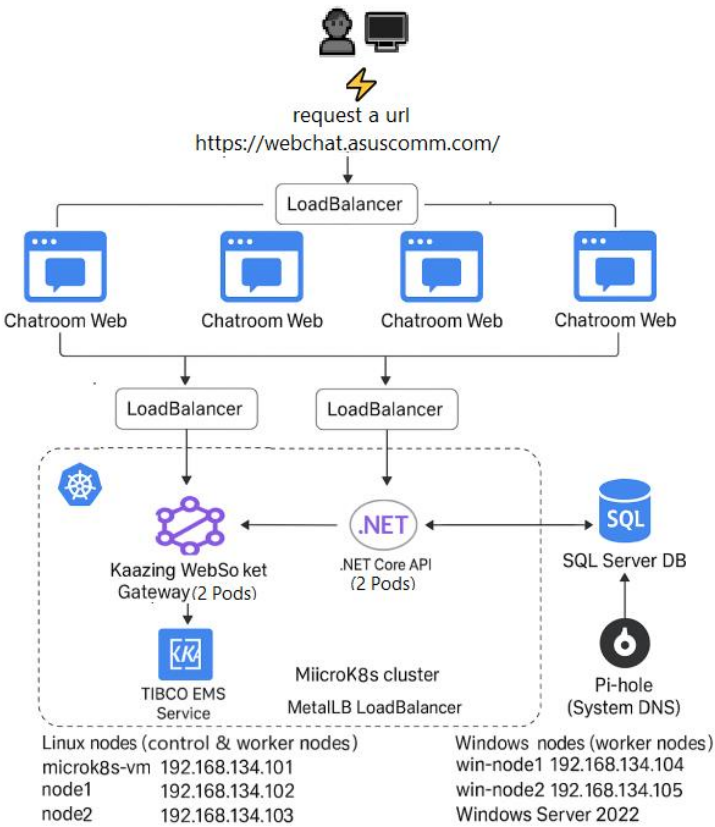 request a url
https://webchat.asuscomm.com/
LoadBalancer
Chatroom Web
Chatroom Web
Chatroom Web
Chatroom Web
LoadBalancer
LoadBalancer
Kaazing WebSo ket
Gateway(2 Pods)
.NET
.NET Core API
(2 Pods)
SQL
SQL Server DB
TIBCO EMS
Service
MiicroK8s cluster
MetalLB LoadBalancer
Pi-hole
(System DNS)
Linux nodes (control & worker nodes)
microk8s-vm 192.168.134.101
node1 192.168.134.102
node2 192.168.134.103
Windows nodes (worker nodes)
win-node1 192.168.134.104
win-node2 192.168.134.105
Windows Server 2022